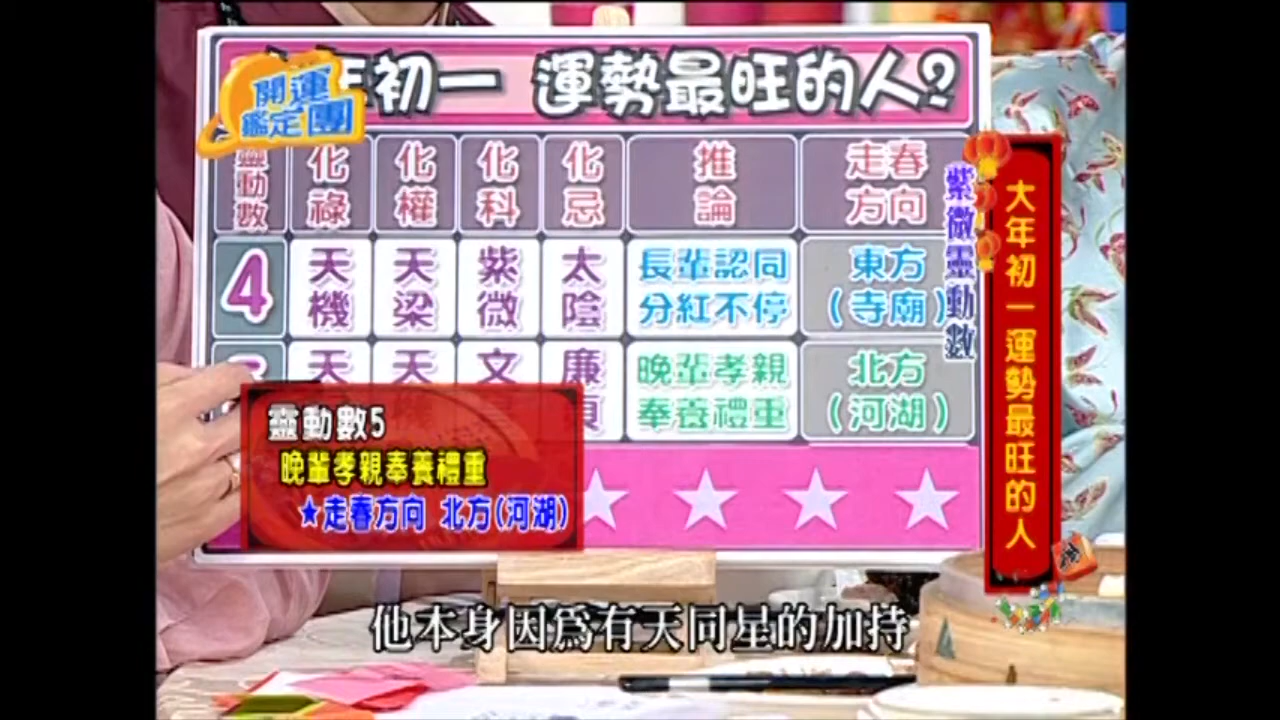 年初一 運勢最旺的人?
開運
鑑定團
靈動數 化祿 化權 化科 化忌 推論 走春方向
4 天機 天梁 紫微 太陰 長輩認同 分紅不停 東方(寺廟)
天 天 文 廉 晚輩孝親 奉養禮重 北方(河湖)
靈動數5
晚輩孝親奉養禮重
★走春方向 北方(河湖)
紫微靈動數
大年初一運勢最旺的人
他本身因為有天同星的加持